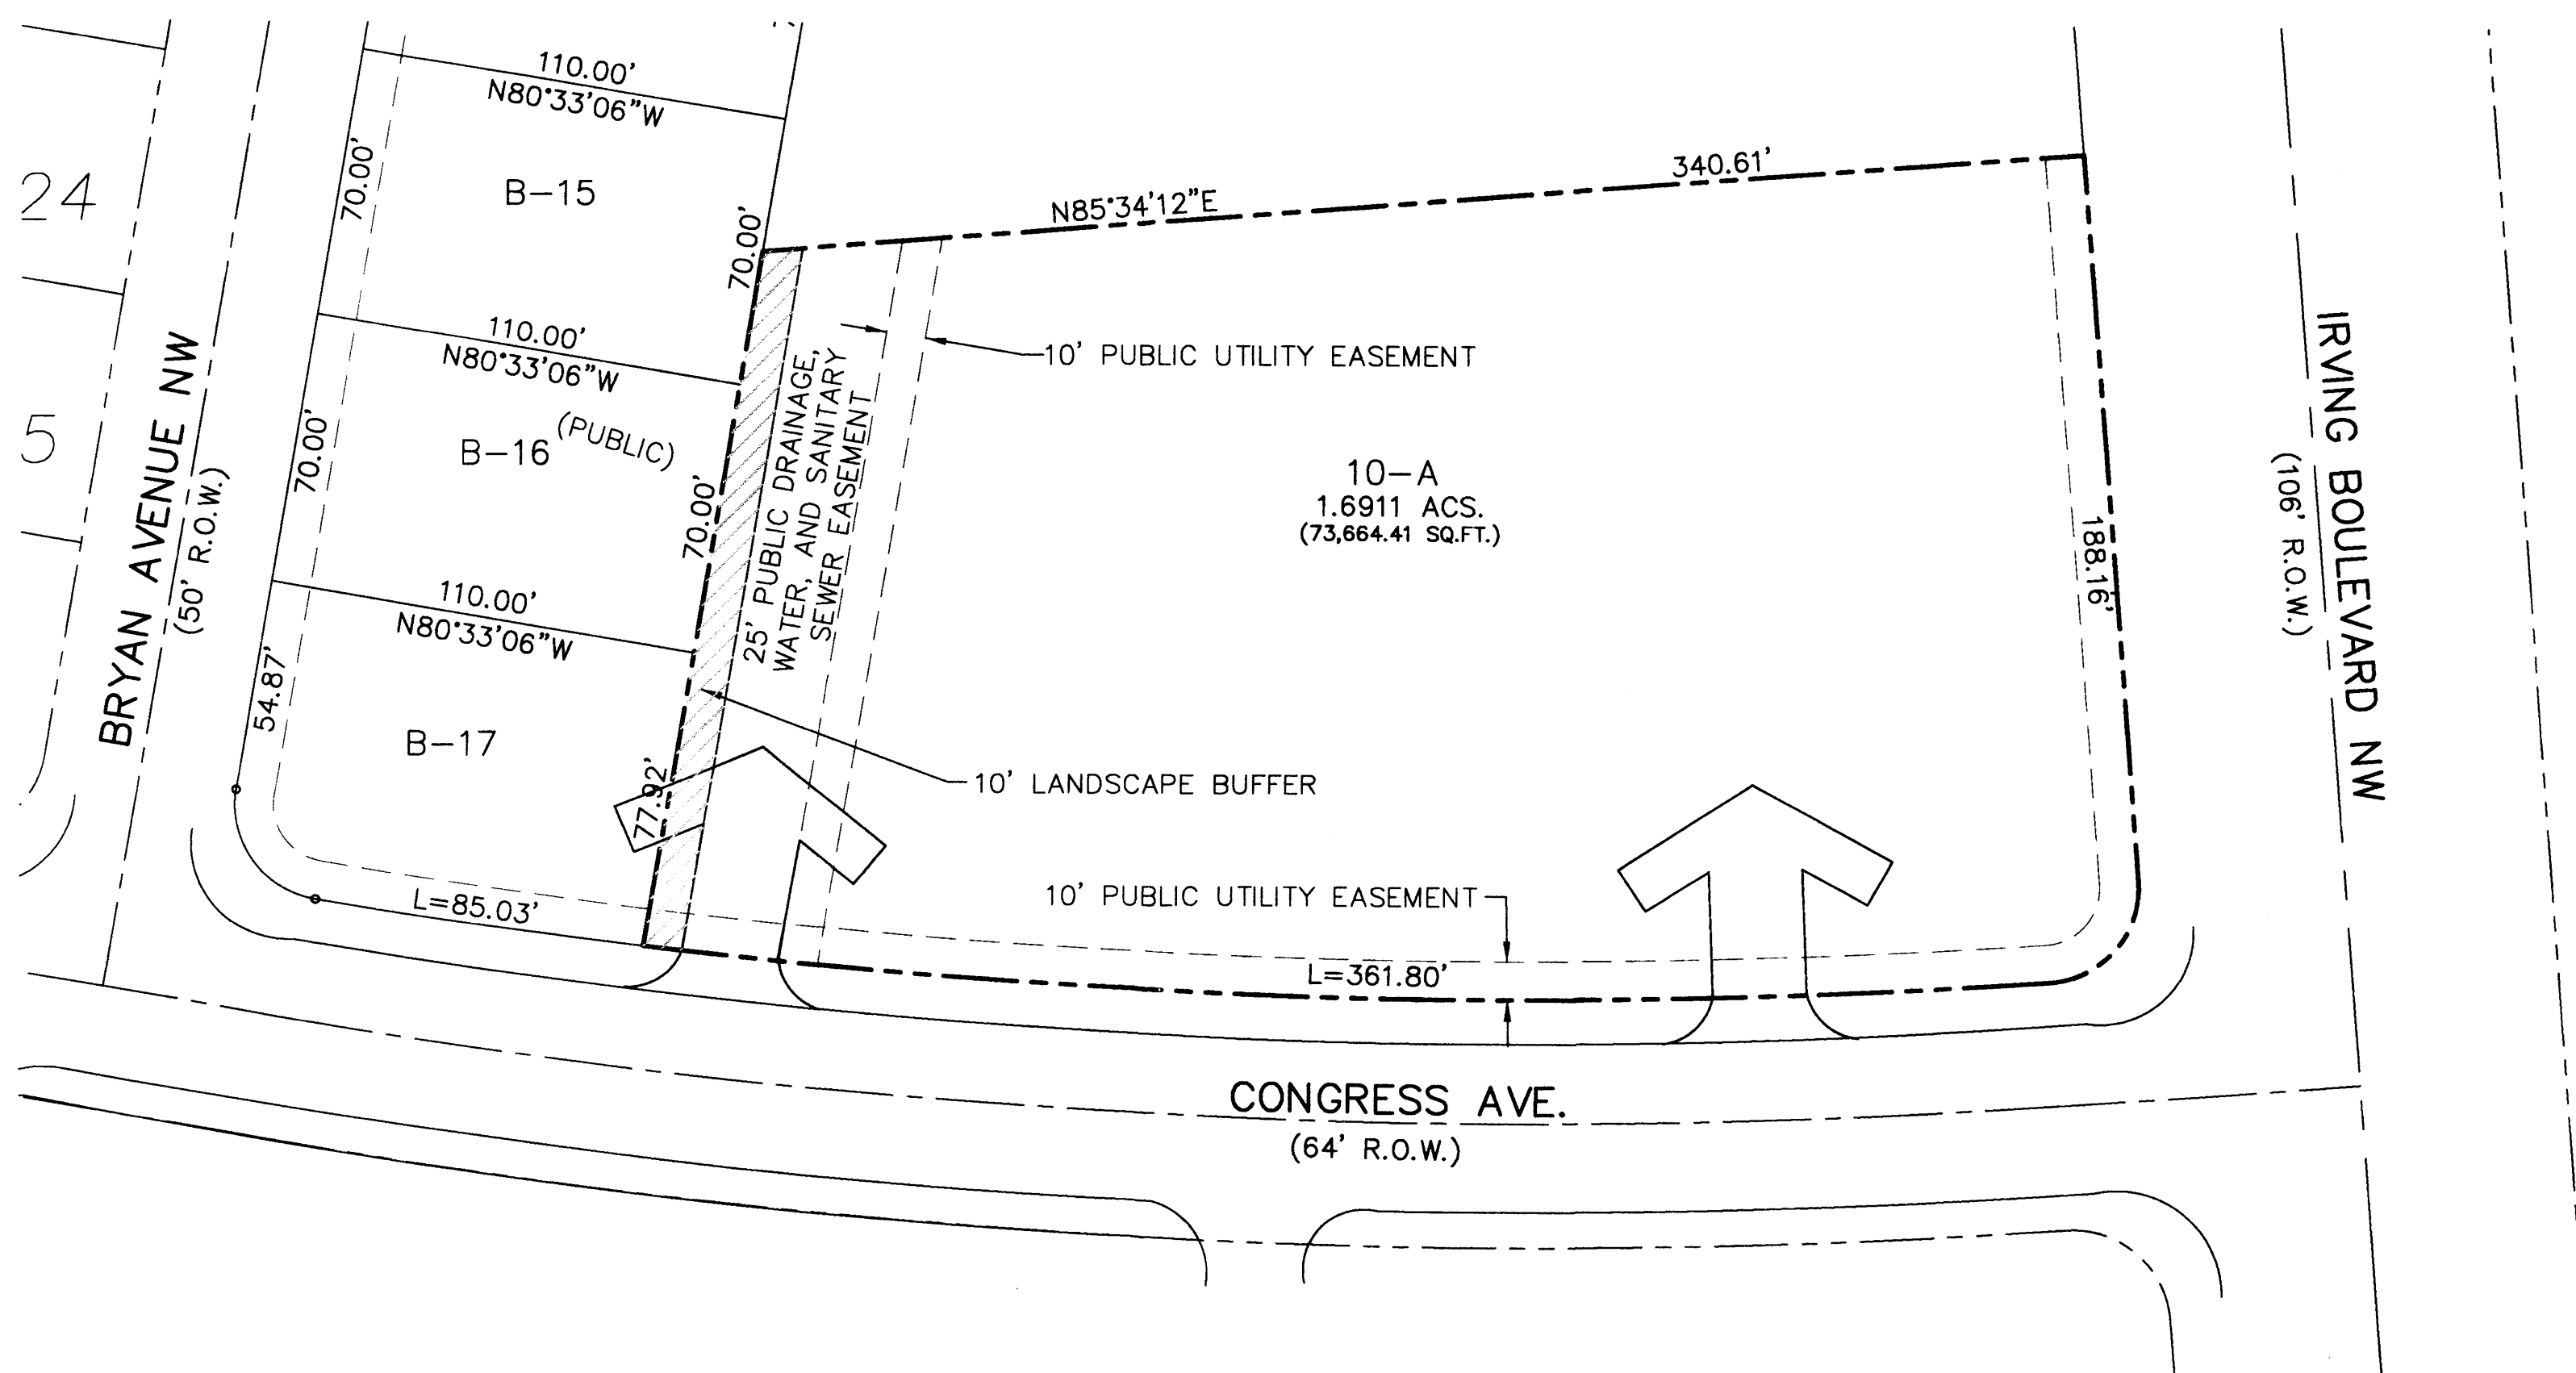 110.00'
N80°33'06"W
70.00'
B-15
24
70.00'
340.61'
N85°34'12"E
110.00'
N80°33'06"W
10' PUBLIC UTILITY EASEMENT
25' PUBLIC DRAINAGE,
WATER, AND SANITARY
SEWER EASEMENT
(PUBLIC)
B-16
5
70.00'
70.00'
BRYAN AVENUE NW
(50' R.O.W.)
10-A
1.6911 ACS.
(73,664.41 SQ.FT.)
188.16'
IRVING BOULEVARD NW
(106' R.O.W.)
110.00'
N80°33'06"W
54.87'
B-17
77.92'
10' LANDSCAPE BUFFER
10' PUBLIC UTILITY EASEMENT
L=85.03'
L=361.80'
CONGRESS AVE.
(64' R.O.W.)